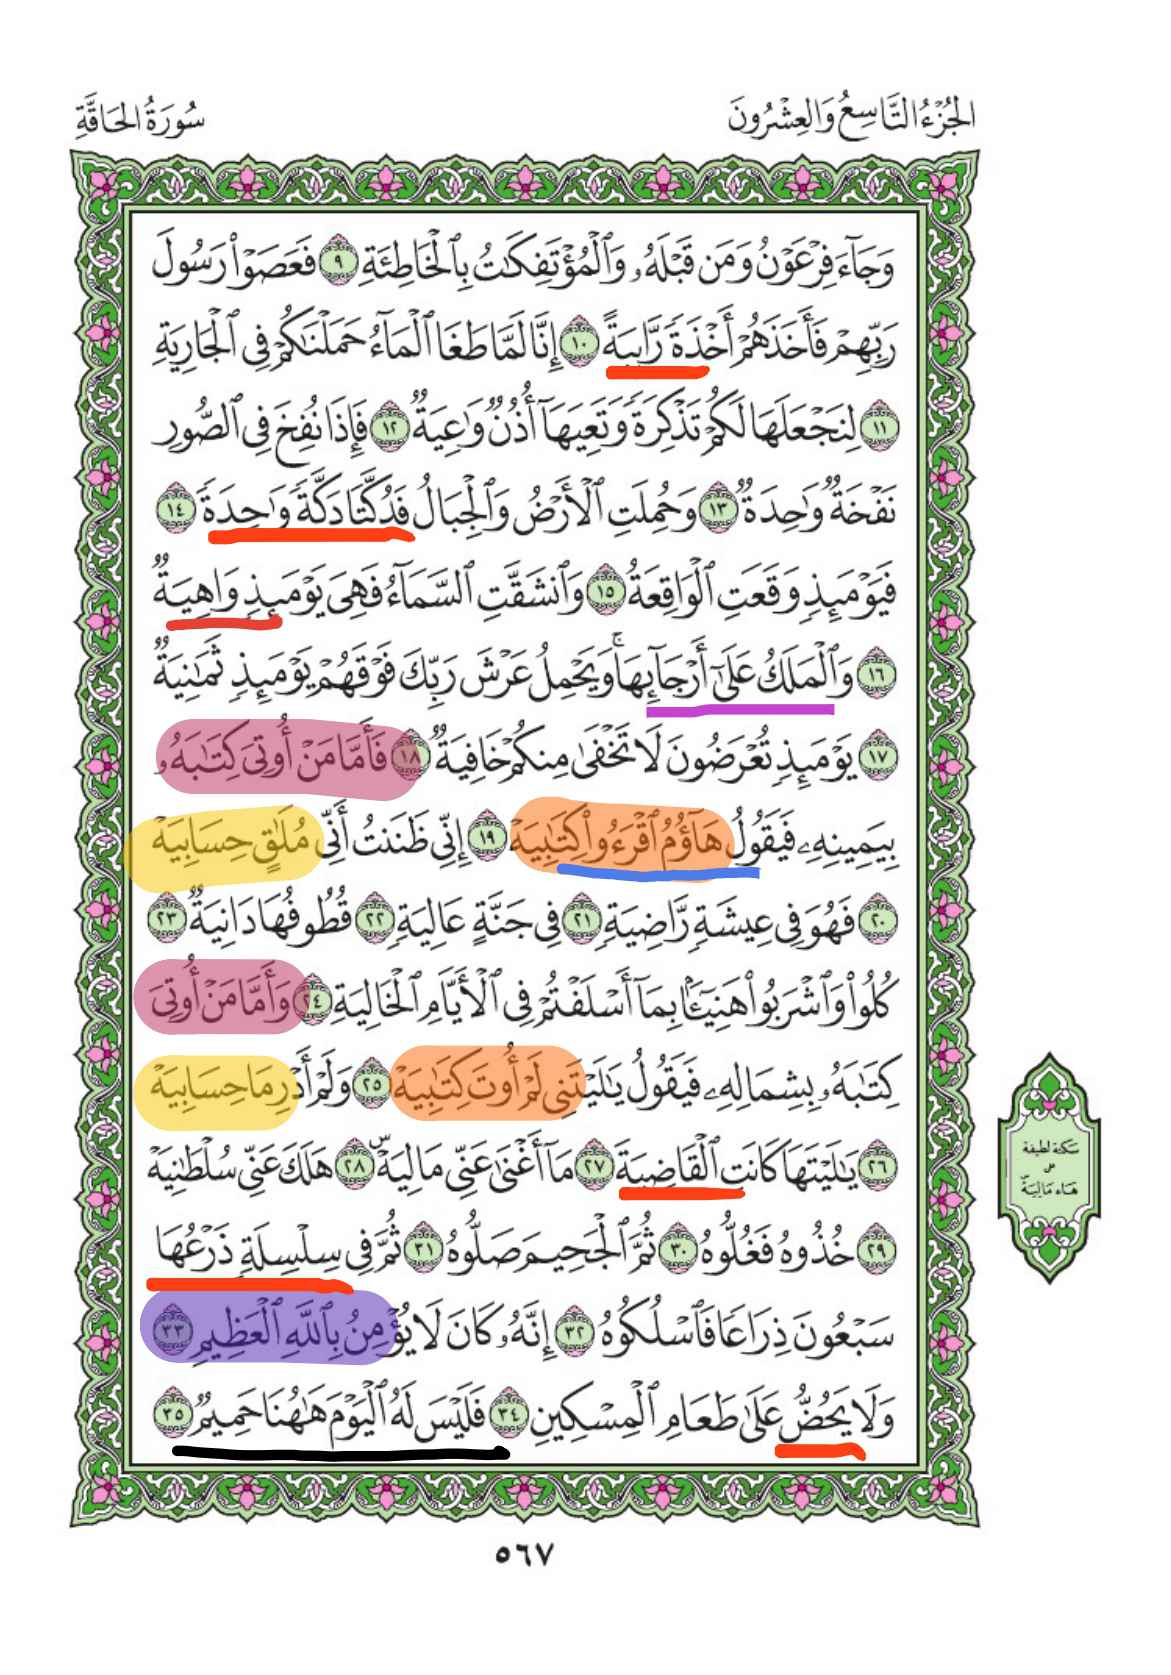 الجُزْءُ التَّاسِعُ وَالعِشْرُونَ
سُورَةُ الحَاقَّةِ
وَجَآءَ فِرْعَوْنُ وَمَن قَبْلَهُۥ وَٱلْمُؤْتَفِكَٰتُ بِٱلْخَاطِئَةِ ٩ فَعَصَوْا۟ رَسُولَ
رَبِّهِمْ فَأَخَذَهُمْ أَخْذَةً رَّابِيَةً ١٠ إِنَّا لَمَّا طَغَا ٱلْمَآءُ حَمَلْنَٰكُمْ فِى ٱلْجَارِيَةِ
١١ لِنَجْعَلَهَا لَكُمْ تَذْكِرَةً وَتَعِيَهَآ أُذُنٌ وَٰعِيَةٌ ١٢ فَإِذَا نُفِخَ فِى ٱلصُّورِ
نَفْخَةٌ وَٰحِدَةٌ ١٣ وَحُمِلَتِ ٱلْأَرْضُ وَٱلْجِبَالُ فَدُكَّتَا دَكَّةً وَٰحِدَةً ١٤
فَيَوْمَئِذٍ وَقَعَتِ ٱلْوَاقِعَةُ ١٥ وَٱنشَقَّتِ ٱلسَّمَآءُ فَهِىَ يَوْمَئِذٍ وَاهِيَةٌ
١٦ وَٱلْمَلَكُ عَلَىٰٓ أَرْجَآئِهَا ۚ وَيَحْمِلُ عَرْشَ رَبِّكَ فَوْقَهُمْ يَوْمَئِذٍ ثَمَٰنِيَةٌ
١٧ يَوْمَئِذٍ تُعْرَضُونَ لَا تَخْفَىٰ مِنكُمْ خَافِيَةٌ ١٨ فَأَمَّا مَنْ أُوتِىَ كِتَٰبَهُۥ
بِيَمِينِهِۦ فَيَقُولُ هَآؤُمُ ٱقْرَءُوا۟ كِتَٰبِيَهْ ١٩ إِنِّى ظَنَنتُ أَنِّى مُلَٰقٍ حِسَابِيَهْ
٢٠ فَهُوَ فِى عِيشَةٍ رَّاضِيَةٍ ٢١ فِى جَنَّةٍ عَالِيَةٍ ٢٢ قُطُوفُهَا دَانِيَةٌ ٢٣
كُلُوا۟ وَٱشْرَبُوا۟ هَنِيٓـًٔۢا بِمَآ أَسْلَفْتُمْ فِى ٱلْأَيَّامِ ٱلْخَالِيَةِ ٢٤ وَأَمَّا مَنْ أُوتِىَ
كِتَٰبَهُۥ بِشِمَالِهِۦ فَيَقُولُ يَٰلَيْتَنِى لَمْ أُوتَ كِتَٰبِيَهْ ٢٥ وَلَمْ أَدْرِ مَا حِسَابِيَهْ
٢٦ يَٰلَيْتَهَا كَانَتِ ٱلْقَاضِيَةَ ٢٧ مَآ أَغْنَىٰ عَنِّى مَالِيَهْ ۜ ٢٨ هَلَكَ عَنِّى سُلْطَٰنِيَهْ
٢٩ خُذُوهُ فَغُلُّوهُ ٣٠ ثُمَّ ٱلْجَحِيمَ صَلُّوهُ ٣١ ثُمَّ فِى سِلْسِلَةٍ ذَرْعُهَا
سَبْعُونَ ذِرَاعًا فَٱسْلُكُوهُ ٣٢ إِنَّهُۥ كَانَ لَا يُؤْمِنُ بِٱللَّهِ ٱلْعَظِيمِ ٣٣
وَلَا يَحُضُّ عَلَىٰ طَعَامِ ٱلْمِسْكِينِ ٣٤ فَلَيْسَ لَهُ ٱلْيَوْمَ هَٰهُنَا حَمِيمٌ ٣٥
سكتة لطيفة
على
هاء مَالِيَهْ
٥٦٧